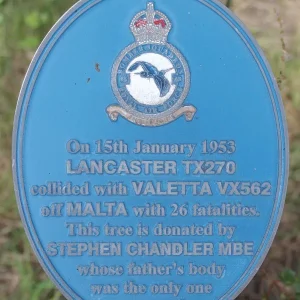 On 15th January 1953
LANCASTER TX270
collided with VALETTA VX562
off MALTA with 26 fatalities.
This tree is donated by
STEPHEN CHANDLER MBE
whose father's body
was the only one